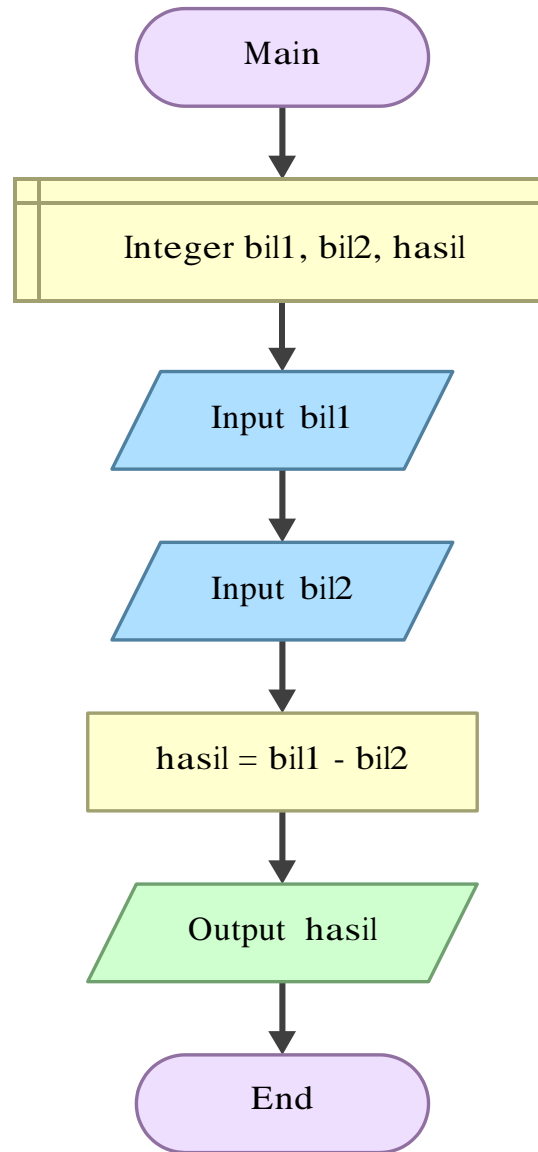 Main
Integer bil1, bil2, hasil
Input bil1
Input bil2
hasil = bil1 - bil2
Output hasil
End